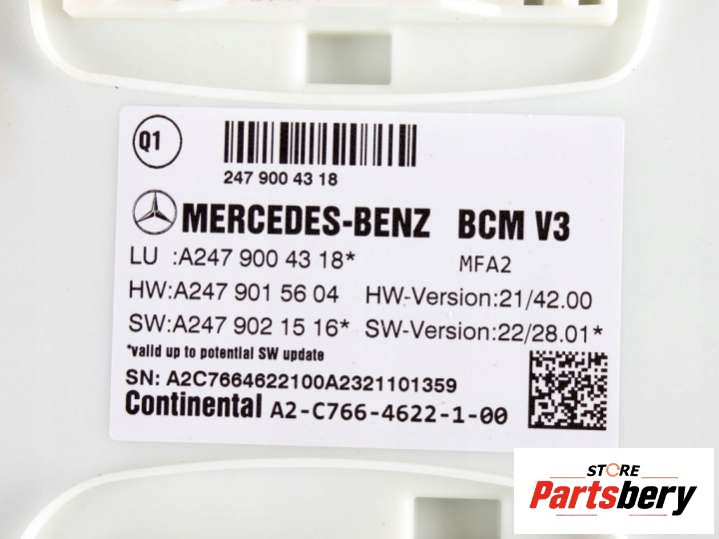 Q1
247 900 43 18
MERCEDES-BENZ BCM V3
LU :A247 900 43 18* MFA2
HW:A247 901 56 04 HW-Version:21/42.00
SW:A247 902 15 16* SW-Version:22/28.01*
*valid up to potential SW update
SN: A2C7664622100A2321101359
Continental A2-C766-4622-1-00
STORE
Partsbery